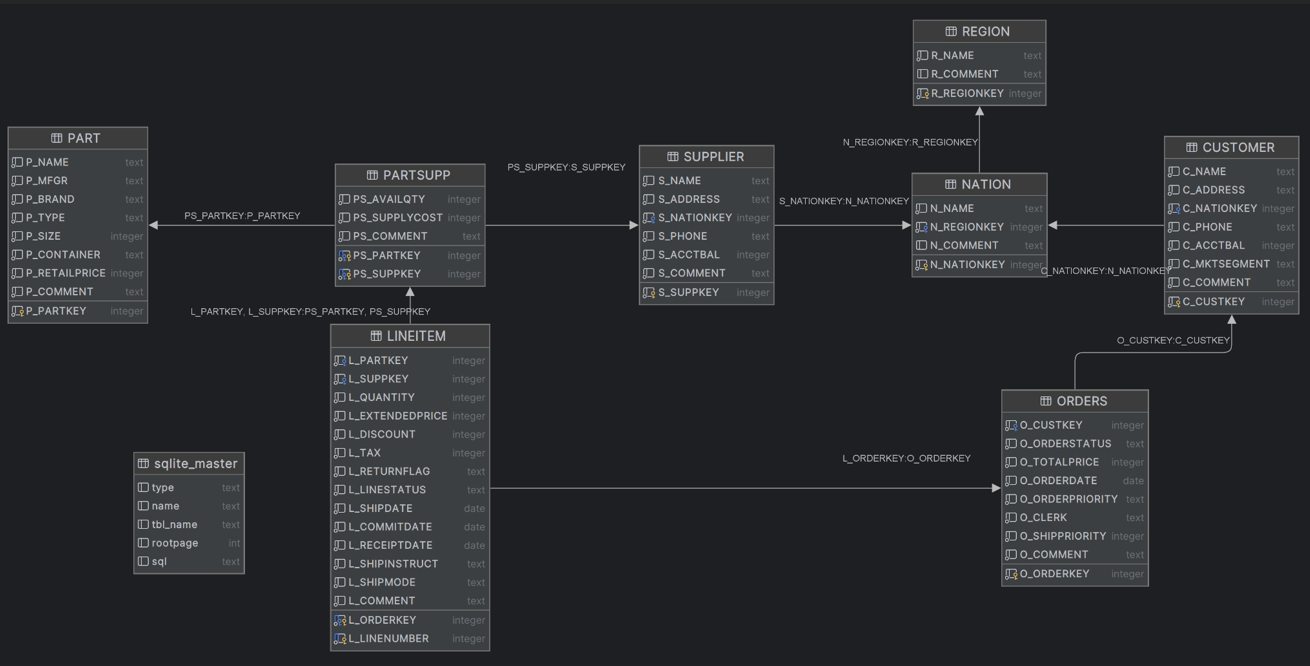 REGION
R_NAME text
R_COMMENT text
R_REGIONKEY integer
N_REGIONKEY:R_REGIONKEY
PART
P_NAME text
P_MFGR text
P_BRAND text
P_TYPE text
P_SIZE integer
P_CONTAINER text
P_RETAILPRICE integer
P_COMMENT text
P_PARTKEY integer
PS_PARTKEY:P_PARTKEY
PARTSUPP
PS_AVAILQTY integer
PS_SUPPLYCOST integer
PS_COMMENT text
PS_PARTKEY integer
PS_SUPPKEY integer
PS_SUPPKEY:S_SUPPKEY
SUPPLIER
S_NAME text
S_ADDRESS text
S_NATIONKEY integer
S_PHONE text
S_ACCTBAL integer
S_COMMENT text
S_SUPPKEY integer
S_NATIONKEY:N_NATIONKEY
NATION
N_NAME text
N_REGIONKEY integer
N_COMMENT text
N_NATIONKEY integer
C_NATIONKEY:N_NATIONKEY
CUSTOMER
C_NAME text
C_ADDRESS text
C_NATIONKEY integer
C_PHONE text
C_ACCTBAL integer
C_MKTSEGMENT text
C_COMMENT text
C_CUSTKEY integer
O_CUSTKEY:C_CUSTKEY
L_PARTKEY, L_SUPPKEY:PS_PARTKEY, PS_SUPPKEY
LINEITEM
L_PARTKEY integer
L_SUPPKEY integer
L_QUANTITY integer
L_EXTENDEDPRICE integer
L_DISCOUNT integer
L_TAX integer
L_RETURNFLAG text
L_LINESTATUS text
L_SHIPDATE date
L_COMMITDATE date
L_RECEIPTDATE date
L_SHIPINSTRUCT text
L_SHIPMODE text
L_COMMENT text
L_ORDERKEY integer
L_LINENUMBER integer
L_ORDERKEY:O_ORDERKEY
ORDERS
O_CUSTKEY integer
O_ORDERSTATUS text
O_TOTALPRICE integer
O_ORDERDATE date
O_ORDERPRIORITY text
O_CLERK text
O_SHIPPRIORITY integer
O_COMMENT text
O_ORDERKEY integer
sqlite_master
type text
name text
tbl_name text
rootpage int
sql text